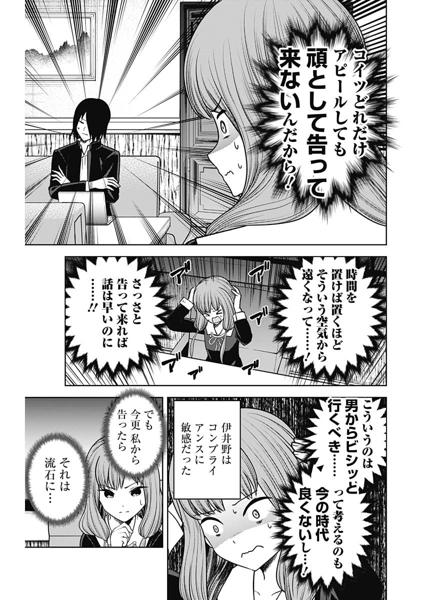 コイツどれだけ
アピールしても
頑として告って
来ないんだから！
時間を
置けば置くほど
そういう空気から
遠くなって……！
さっさと
告って来れば
話は早いのに
……！
こういうのは
男からビシッと
行くべき……
って考えるのも
今の時代
良くないし…！
伊井野は
コンプライ
アンスに
敏感だった
でも
今更私から
告ったら
それは
流石に…